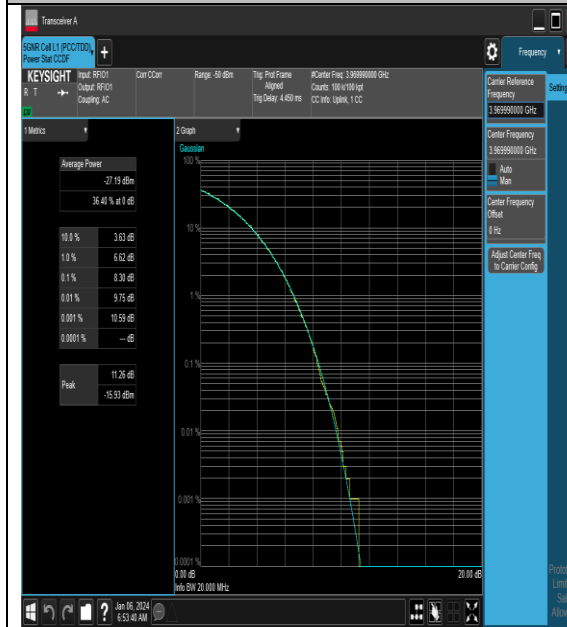 Transceiver A
5GNR Cell L1 (PCC/TDD),
Power Stat CCDF
Frequency
KEYSIGHT
R T
Input: RFIO1
Output: RFIO1
Coupling: AC
Corr CCorr
Range: -50 dBm
Trig: Prot Frame
Aligned
Trig Delay: 4.450 ms
#Center Freq: 3.969990000 GHz
Counts: 100 k/100 kpt
CC Info: Uplink, 1 CC
Carrier Reference
Frequency
3.969990000 GHz
Setting
Center Frequency
3.969990000 GHz
Auto
Man
Center Frequency
Offset
0 Hz
Adjust Center Freq
to Carrier Config
1 Metrics
Average Power
-27.19 dBm
36.40 % at 0 dB
10.0 % 3.63 dB
1.0 % 6.62 dB
0.1 % 8.30 dB
0.01 % 9.75 dB
0.001 % 10.59 dB
0.0001 % --- dB
Peak
11.26 dB
-15.93 dBm
2 Graph
Gaussian
100 %
10 %
1 %
0.1 %
0.01 %
0.001 %
0.0001 %
0.00 dB 20.00 dB
Info BW 20.000 MHz
Limit
Allow
Jan 06, 2024
6:53:40 AM